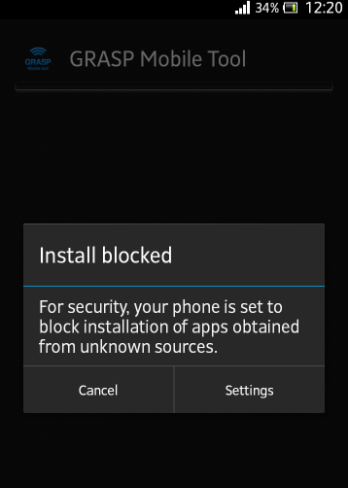 34% 12:20
GRASP
GRASP Mobile Tool
Install blocked
For security, your phone is set to
block installation of apps obtained
from unknown sources.
Cancel Settings